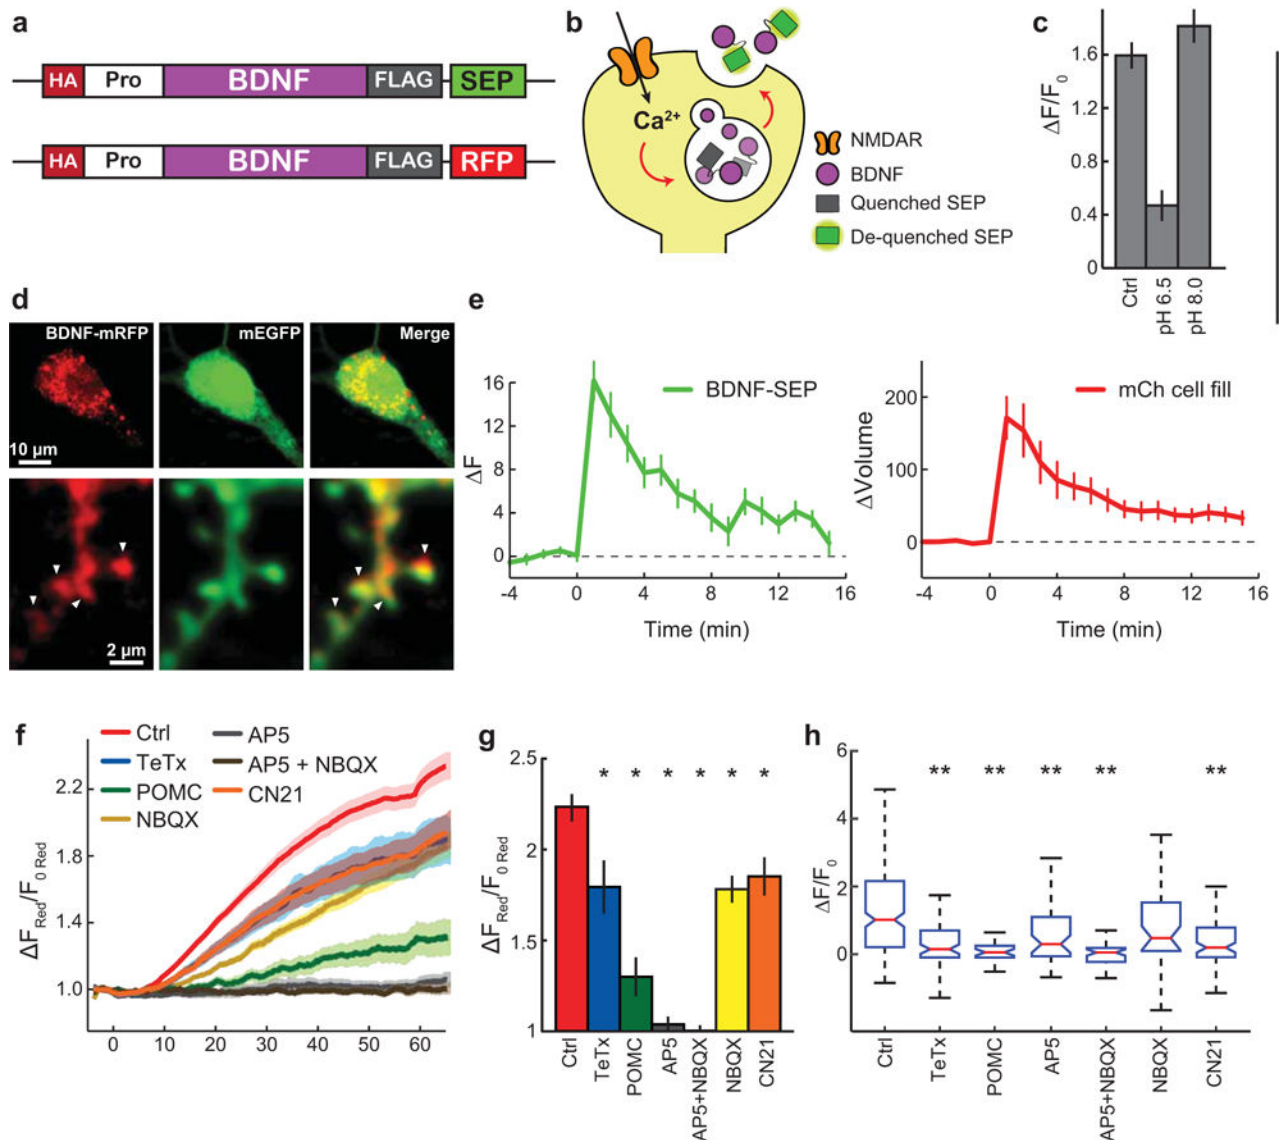 a
HA Pro BDNF FLAG SEP
HA Pro BDNF FLAG RFP
b
Ca²⁺
NMDAR
BDNF
Quenched SEP
De-quenched SEP
c
ΔF/F₀
1.6
1.2
0.8
0.4
0
Ctrl
pH 6.5
pH 8.0
d
BDNF-mRFP
mEGFP
Merge
10 µm
2 µm
e
BDNF-SEP
ΔF
16
12
8
4
0
-4
-4 0 4 8 12 16
Time (min)
mCh cell fill
ΔVolume
200
100
0
-4 0 4 8 12 16
Time (min)
f
Ctrl
TeTx
POMC
NBQX
AP5
AP5 + NBQX
CN21
ΔF Red/F₀ Red
2.2
1.8
1.4
1.0
0 10 20 30 40 50 60
g
ΔF Red/F₀ Red
2.5
2
1.5
1
* * * * * *
Ctrl
TeTx
POMC
AP5
AP5+NBQX
NBQX
CN21
h
ΔF/F₀
6
4
2
0
** ** ** ** **
Ctrl
TeTx
POMC
AP5
AP5+NBQX
NBQX
CN21